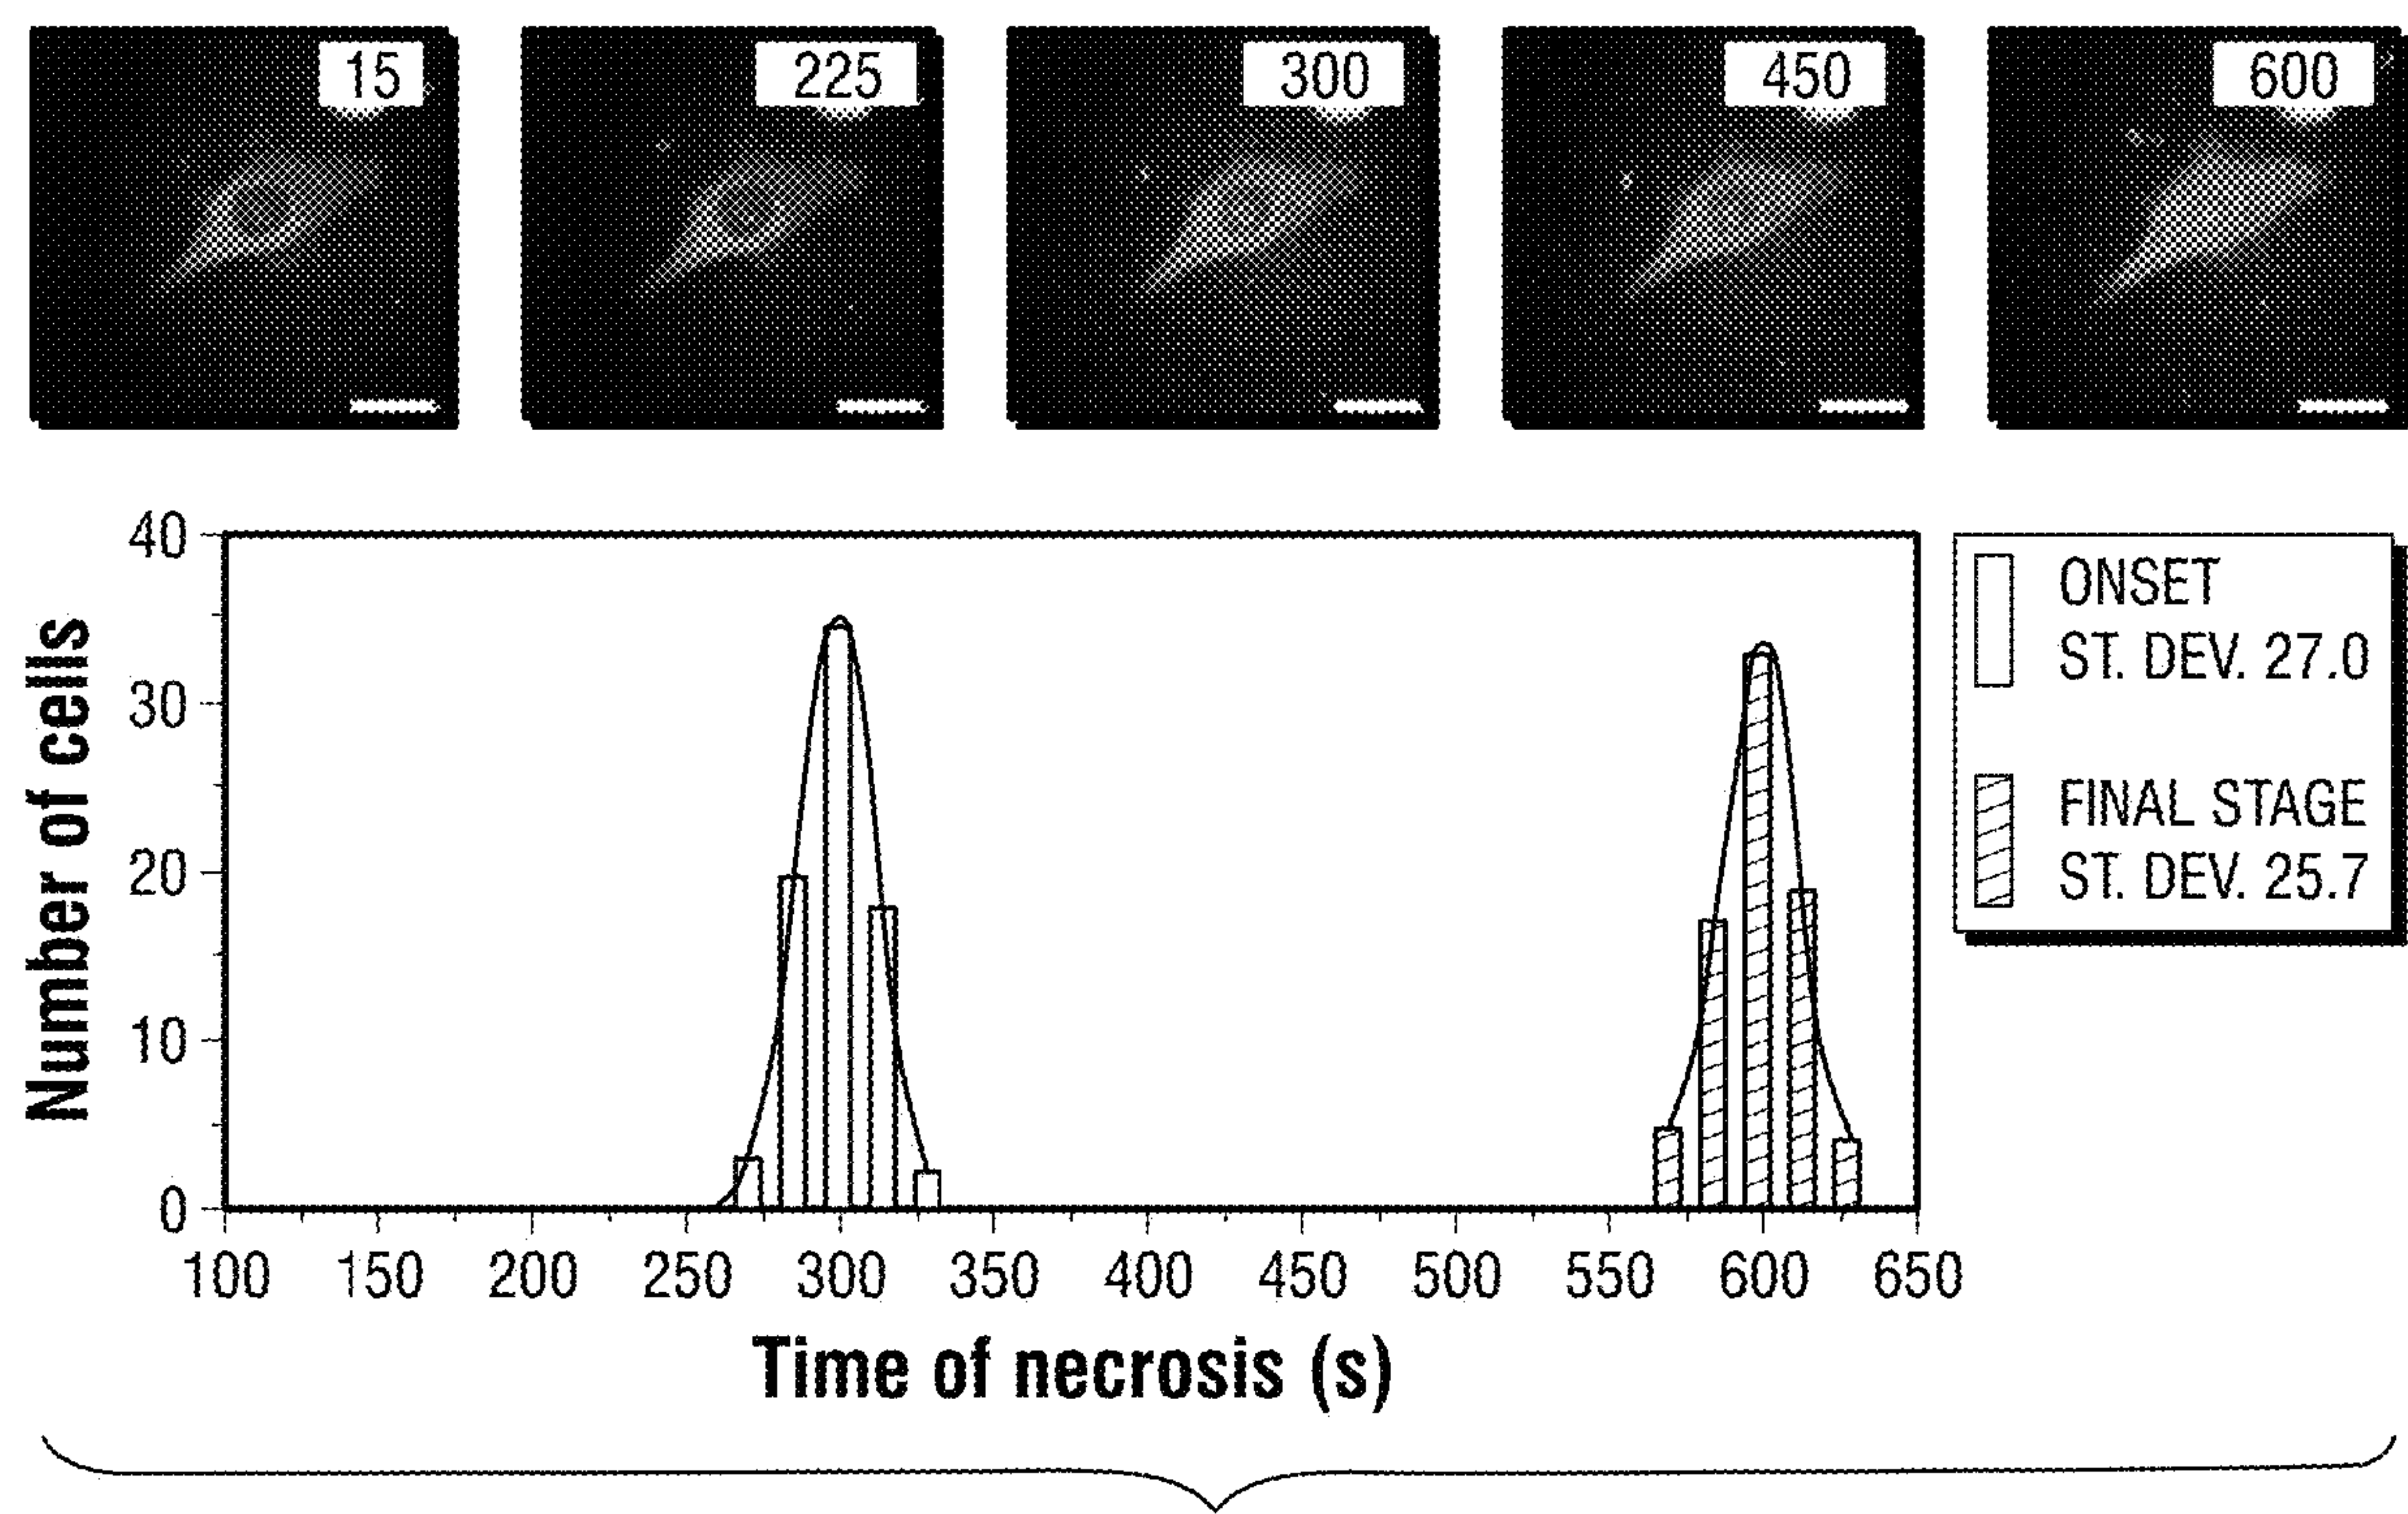 15
225
300
450
600
40
30
20
10
0
Number of cells
100 150 200 250 300 350 400 450 500 550 600 650
Time of necrosis (s)
ONSET
ST. DEV. 27.0
FINAL STAGE
ST. DEV. 25.7